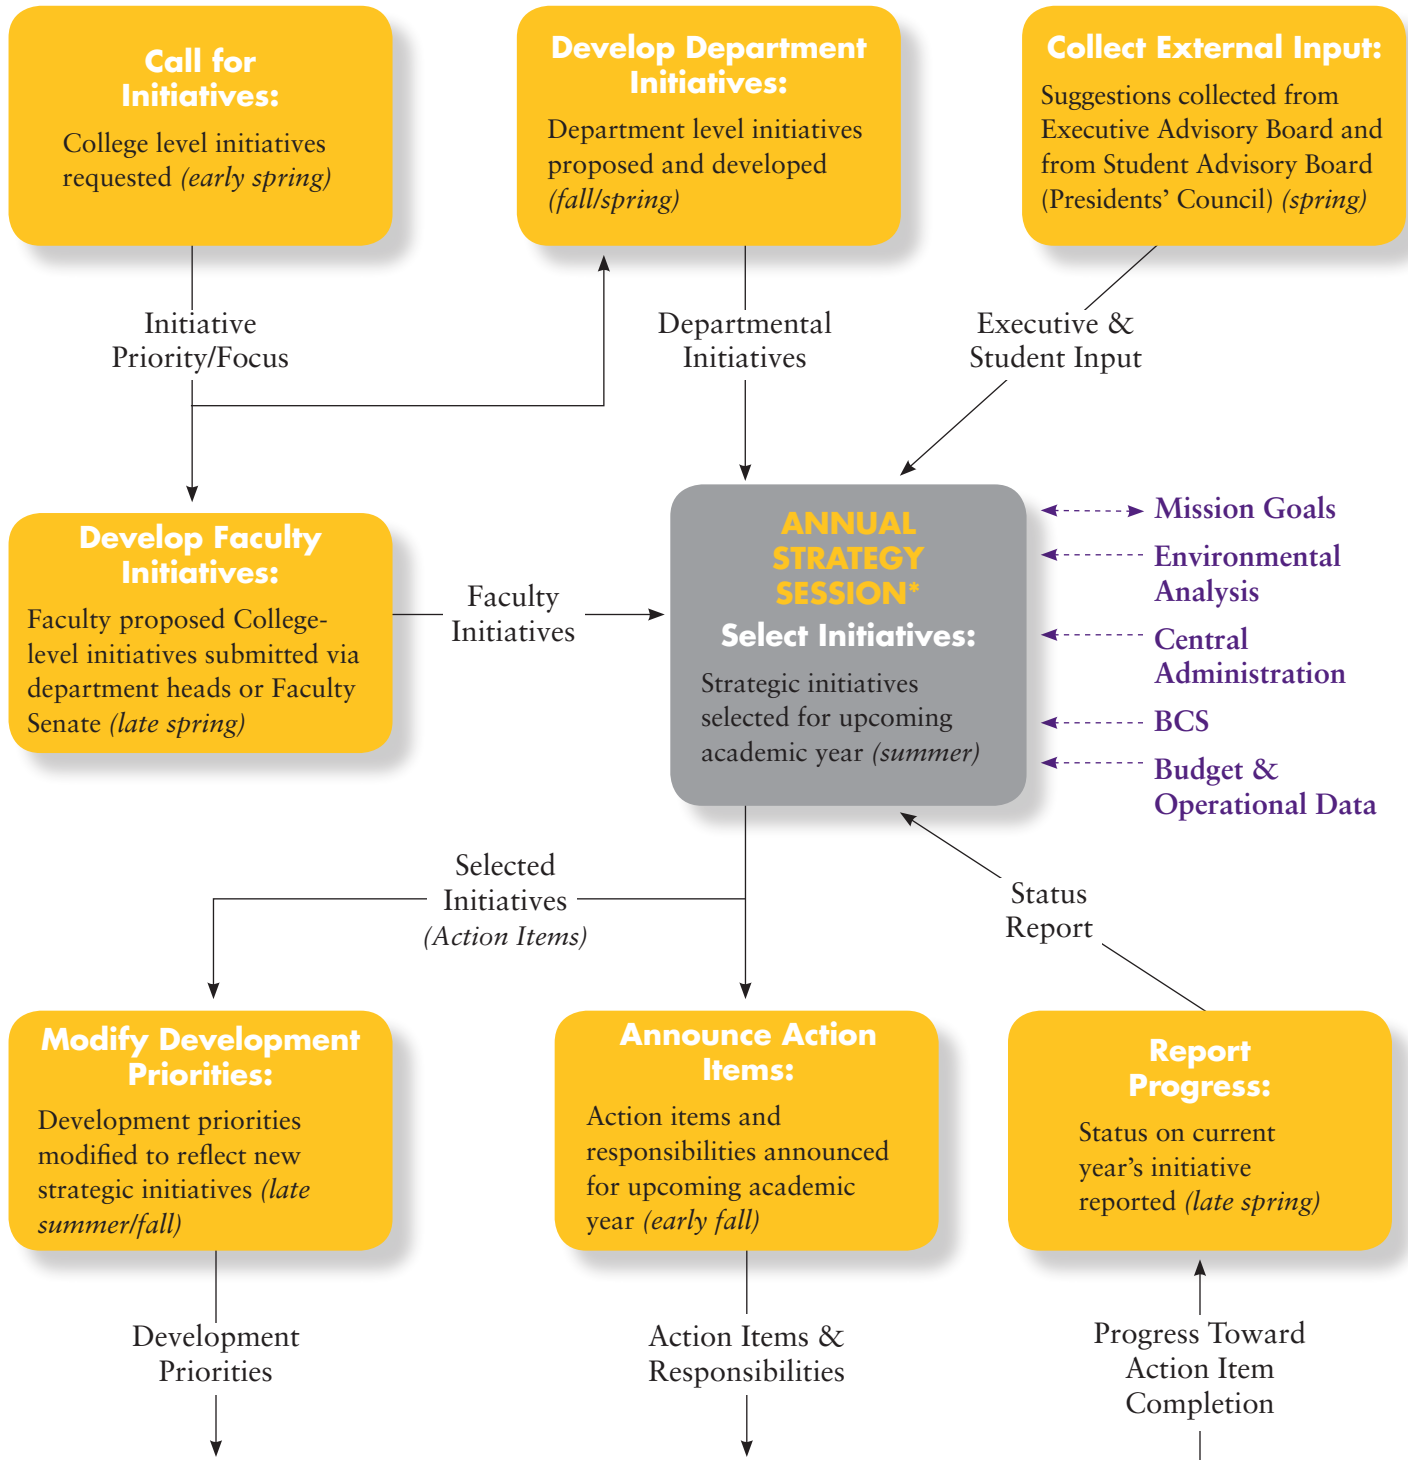 Call for
Initiatives:
College level initiatives
requested (early spring)
Develop Department
Initiatives:
Department level initiatives
proposed and developed
(fall/spring)
Collect External Input:
Suggestions collected from
Executive Advisory Board and
from Student Advisory Board
(Presidents’ Council) (spring)
Initiative
Priority/Focus
Departmental
Initiatives
Executive &
Student Input
Develop Faculty
Initiatives:
Faculty proposed College-
level initiatives submitted via
department heads or Faculty
Senate (late spring)
Faculty
Initiatives
ANNUAL
STRATEGY
SESSION*
Select Initiatives:
Strategic initiatives
selected for upcoming
academic year (summer)
Mission Goals
Environmental
Analysis
Central
Administration
BCS
Budget &
Operational Data
Selected
Initiatives
(Action Items)
Status
Report
Modify Development
Priorities:
Development priorities
modified to reflect new
strategic initiatives (late
summer/fall)
Announce Action
Items:
Action items and
responsibilities announced
for upcoming academic
year (early fall)
Report
Progress:
Status on current
year’s initiative
reported (late spring)
Development
Priorities
Action Items &
Responsibilities
Progress Toward
Action Item
Completion